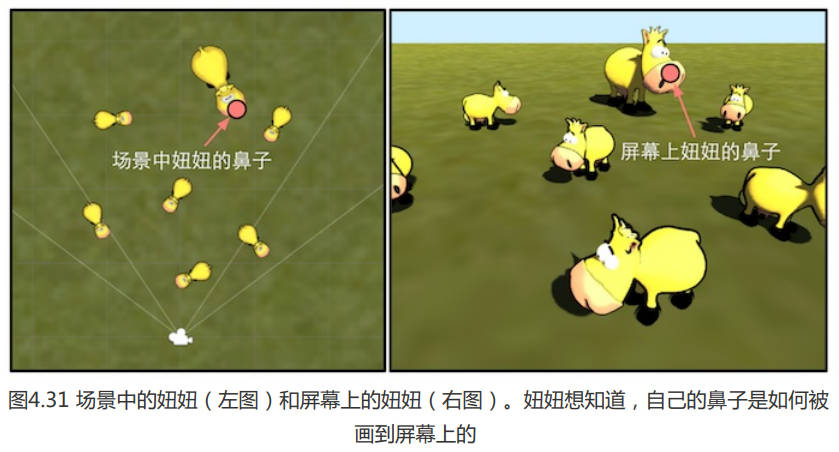 场景中妞妞的鼻子
屏幕上妞妞的鼻子
图4.31 场景中的妞妞（左图）和屏幕上的妞妞（右图）。妞妞想知道，自己的鼻子是如何被
画到屏幕上的